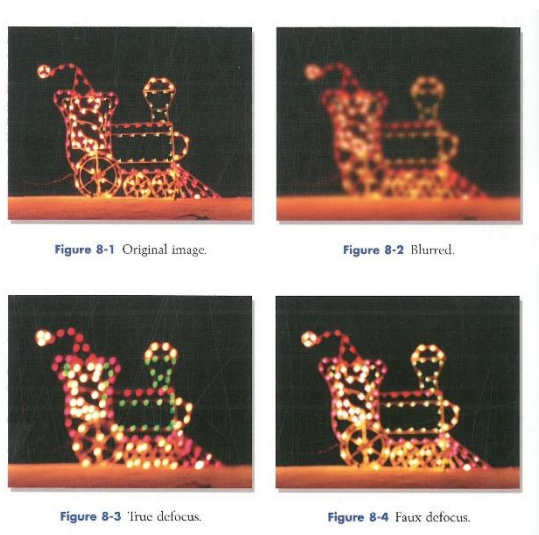 Figure 8-1 Original image.
Figure 8-2 Blurred.
Figure 8-3 True defocus.
Figure 8-4 Faux defocus.